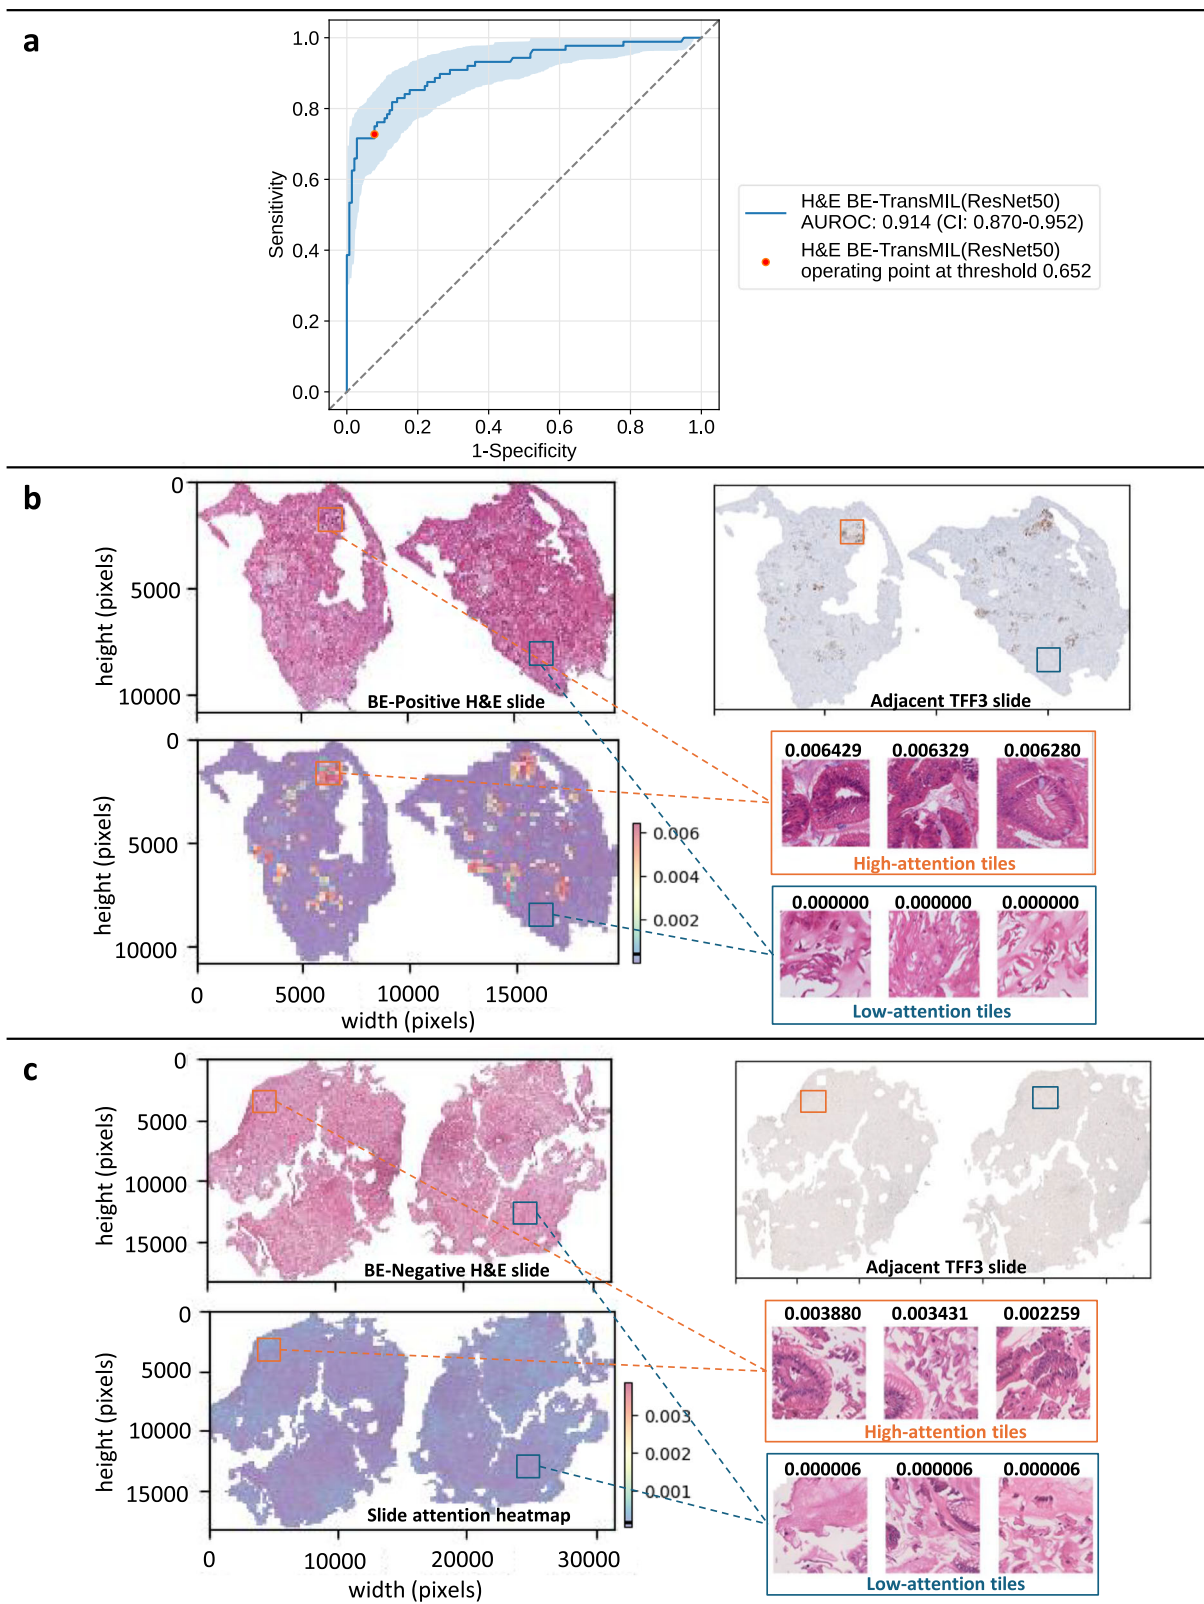 a
1.0
0.8
0.6
0.4
0.2
0.0
Sensitivity
0.0 0.2 0.4 0.6 0.8 1.0
1-Specificity
H&E BE-TransMIL(ResNet50)
AUROC: 0.914 (CI: 0.870-0.952)
H&E BE-TransMIL(ResNet50)
operating point at threshold 0.652
b
0
5000
10000
height (pixels)
BE-Positive H&E slide
Adjacent TFF3 slide
0
5000
10000
height (pixels)
0 5000 10000 15000
width (pixels)
0.006
0.004
0.002
0.006429 0.006329 0.006280
High-attention tiles
0.000000 0.000000 0.000000
Low-attention tiles
c
0
5000
10000
15000
height (pixels)
BE-Negative H&E slide
Adjacent TFF3 slide
0
5000
10000
15000
height (pixels)
Slide attention heatmap
0 10000 20000 30000
width (pixels)
0.003
0.002
0.001
0.003880 0.003431 0.002259
High-attention tiles
0.000006 0.000006 0.000006
Low-attention tiles